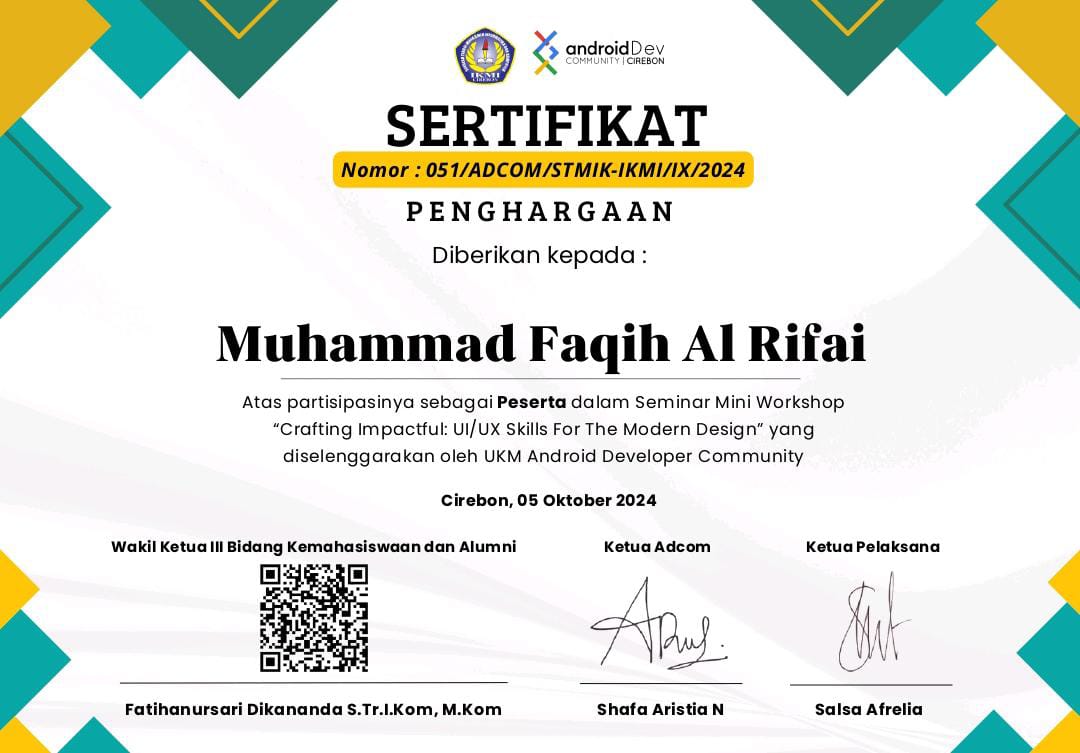 IKMI
CIREBON
androidDev
COMMUNITY | CIREBON
SERTIFIKAT
Nomor : 051/ADCOM/STMIK-IKMI/IX/2024
PENGHARGAAN
Diberikan kepada :
Muhammad Faqih Al Rifai
Atas partisipasinya sebagai Peserta dalam Seminar Mini Workshop
“Crafting Impactful: UI/UX Skills For The Modern Design” yang
diselenggarakan oleh UKM Android Developer Community
Cirebon, 05 Oktober 2024
Wakil Ketua III Bidang Kemahasiswaan dan Alumni
Ketua Adcom
Ketua Pelaksana
Fatihanursari Dikananda S.Tr.I.Kom, M.Kom
Shafa Aristia N
Salsa Afrelia